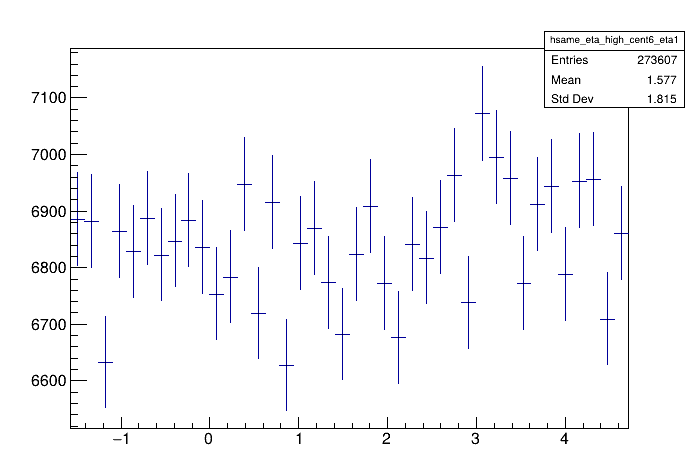 hsame_eta_high_cent6_eta1
Entries 273607
Mean 1.577
Std Dev 1.815
7100
7000
6900
6800
6700
6600
−1 0 1 2 3 4